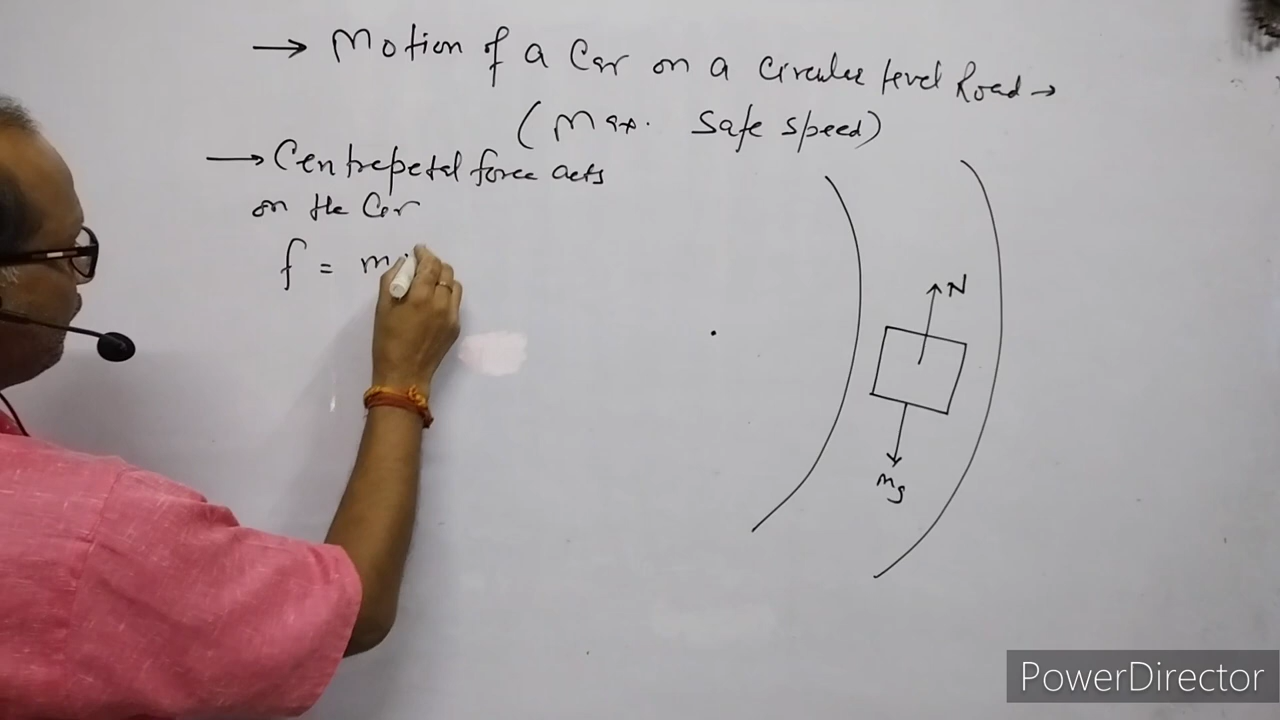 → Motion of a Car on a Circular level Road →
(Max. Safe speed)
→ Centrepetal force acts
on the Car
f = m
N
mg
PowerDirector